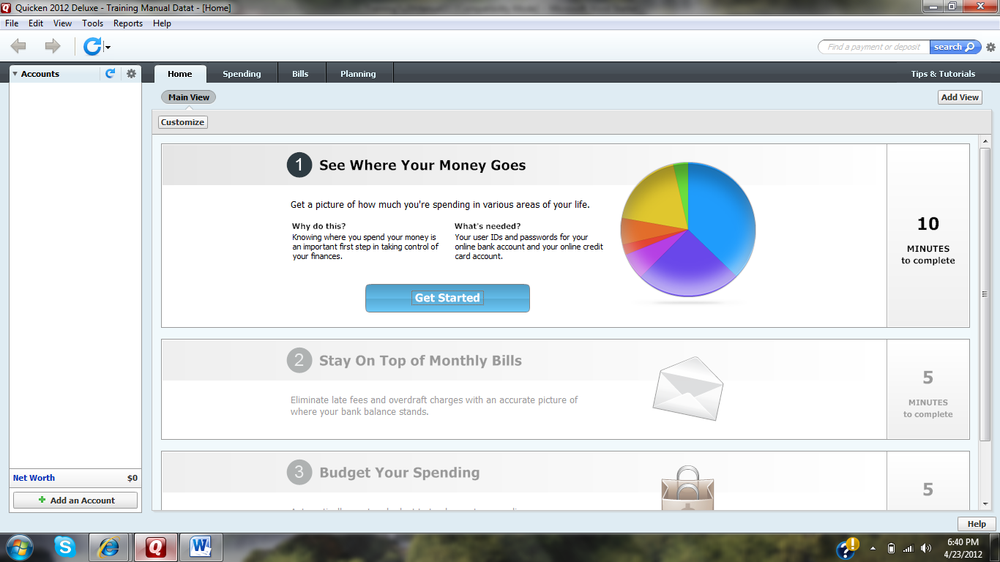 Quicken 2012 Deluxe - Training Manual Datat - [Home]
File Edit View Tools Reports Help
Find a payment or deposit search
Accounts
Home Spending Bills Planning Tips & Tutorials
Main View Add View
Customize
1 See Where Your Money Goes
Get a picture of how much you're spending in various areas of your life.
Why do this?
Knowing where you spend your money is
an important first step in taking control of
your finances.
What's needed?
Your user IDs and passwords for your
online bank account and your online credit
card account.
Get Started
10
MINUTES
to complete
2 Stay On Top of Monthly Bills
Eliminate late fees and overdraft charges with an accurate picture of
where your bank balance stands.
5
MINUTES
to complete
3 Budget Your Spending
5
Net Worth $0
Add an Account
Help
6:40 PM
4/23/2012